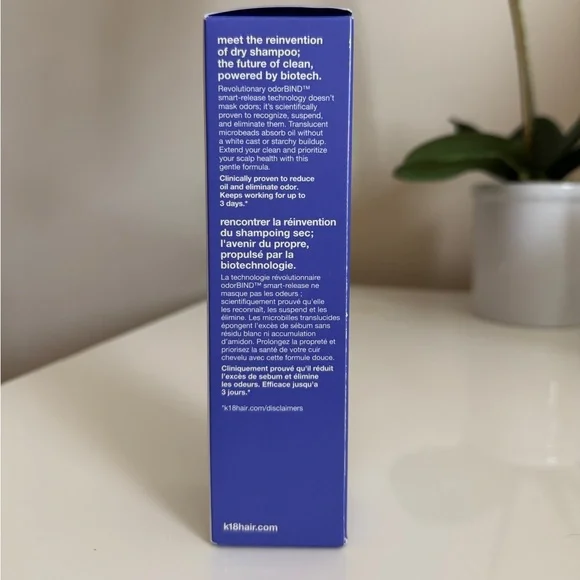 meet the reinvention
of dry shampoo;
the future of clean,
powered by biotech.
Revolutionary odorBIND™
smart-release technology doesn't
mask odors; it's scientifically
proven to recognize, suspend,
and eliminate them. Translucent
microbeads absorb oil without
a white cast or starchy buildup.
Extend your clean and prioritize
your scalp health with this
gentle formula.
Clinically proven to reduce
oil and eliminate odor.
Keeps working for up to
3 days.*
rencontrer la réinvention
du shampoing sec;
l'avenir du propre,
propulsé par la
biotechnologie.
La technologie révolutionnaire
odorBIND™ smart-release ne
masque pas les odeurs ;
scientifiquement prouvé qu'elle
les reconnaît, les suspend et les
élimine. Les microbilles translucides
épongent l'excès de sébum sans
résidu blanc ni accumulation
d'amidon. Prolongez la propreté et
priorisez la santé de votre cuir
chevelu avec cette formule douce.
Cliniquement prouvé qu'il réduit
l'excès de sebum et élimine
les odeurs. Efficace jusqu'a
3 jours.*
*k18hair.com/disclaimers
k18hair.com